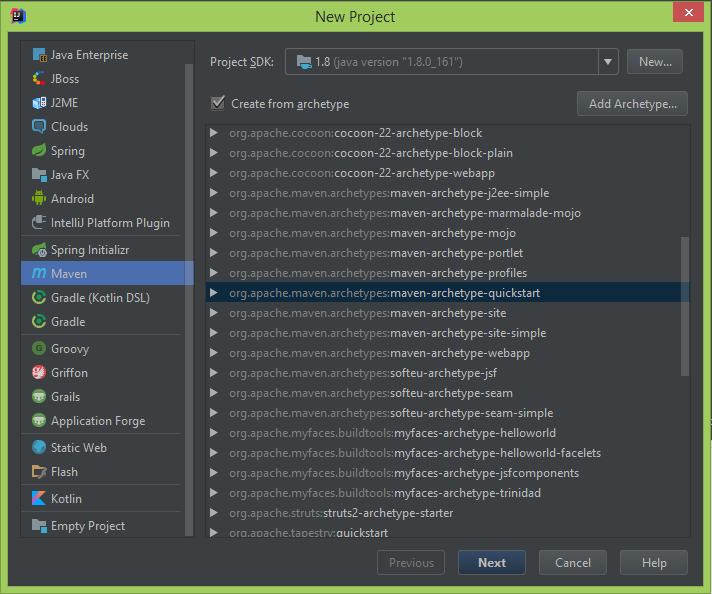 New Project
Java Enterprise
JBoss
J2ME
Clouds
Spring
Java FX
Android
IntelliJ Platform Plugin
Spring Initializr
Maven
Gradle (Kotlin DSL)
Gradle
Groovy
Griffon
Grails
Application Forge
Static Web
Flash
Kotlin
Empty Project
Project SDK: 1.8 (java version "1.8.0_161") New...
Create from archetype Add Archetype...
org.apache.cocoon:cocoon-22-archetype-block
org.apache.cocoon:cocoon-22-archetype-block-plain
org.apache.cocoon:cocoon-22-archetype-webapp
org.apache.maven.archetypes:maven-archetype-j2ee-simple
org.apache.maven.archetypes:maven-archetype-marmalade-mojo
org.apache.maven.archetypes:maven-archetype-mojo
org.apache.maven.archetypes:maven-archetype-portlet
org.apache.maven.archetypes:maven-archetype-profiles
org.apache.maven.archetypes:maven-archetype-quickstart
org.apache.maven.archetypes:maven-archetype-site
org.apache.maven.archetypes:maven-archetype-site-simple
org.apache.maven.archetypes:maven-archetype-webapp
org.apache.maven.archetypes:softeu-archetype-jsf
org.apache.maven.archetypes:softeu-archetype-seam
org.apache.maven.archetypes:softeu-archetype-seam-simple
org.apache.myfaces.buildtools:myfaces-archetype-helloworld
org.apache.myfaces.buildtools:myfaces-archetype-helloworld-facelets
org.apache.myfaces.buildtools:myfaces-archetype-jsfcomponents
org.apache.myfaces.buildtools:myfaces-archetype-trinidad
org.apache.struts:struts2-archetype-starter
org.apache.tapestry:quickstart
Previous Next Cancel Help